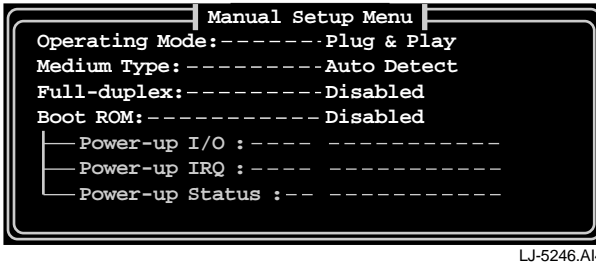 Manual Setup Menu
Operating Mode:-------Plug & Play
Medium Type:---------Auto Detect
Full-duplex:---------Disabled
Boot ROM:-----------Disabled
Power-up I/O :---- -----------
Power-up IRQ :---- -----------
Power-up Status :-- -----------
LJ-5246.AI4